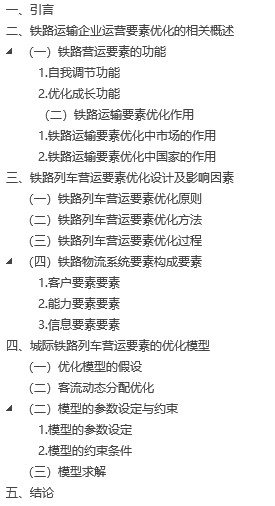 一、引言
二、铁路运输企业运营要素优化的相关概述
（一）铁路营运要素的功能
1.自我调节功能
2.优化成长功能
（二）铁路运输要素优化作用
1.铁路运输要素优化中市场的作用
2.铁路运输要素优化中国家的作用
三、铁路列车营运要素优化设计及影响因素
（一）铁路列车营运要素优化原则
（二）铁路列车营运要素优化方法
（三）铁路列车营运要素优化过程
（四）铁路物流系统要素构成要素
1.客户要素要素
2.能力要素要素
3.信息要素要素
四、城际铁路列车营运要素的优化模型
（一）优化模型的假设
（二）客流动态分配优化
（二）模型的参数设定与约束
1.模型的参数设定
2.模型的约束条件
（三）模型求解
五、结论